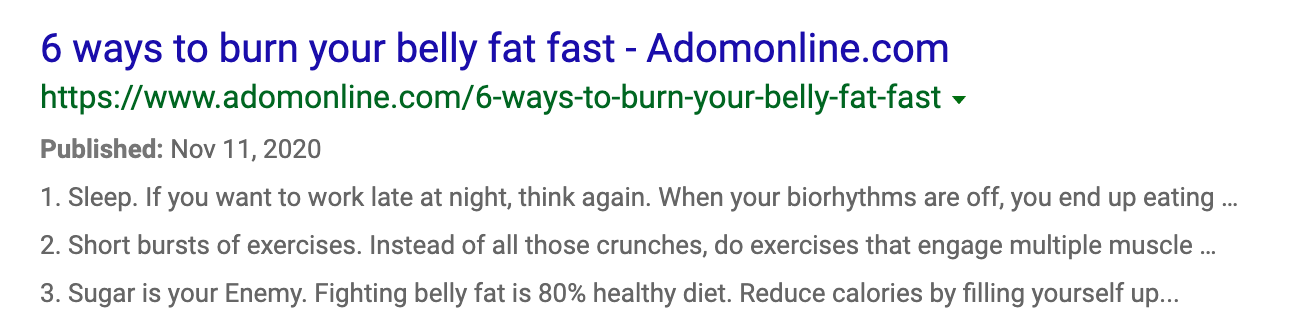 6 ways to burn your belly fat fast - Adomonline.com
https://www.adomonline.com/6-ways-to-burn-your-belly-fat-fast
Published: Nov 11, 2020
1. Sleep. If you want to work late at night, think again. When your biorhythms are off, you end up eating ...
2. Short bursts of exercises. Instead of all those crunches, do exercises that engage multiple muscle ...
3. Sugar is your Enemy. Fighting belly fat is 80% healthy diet. Reduce calories by filling yourself up...